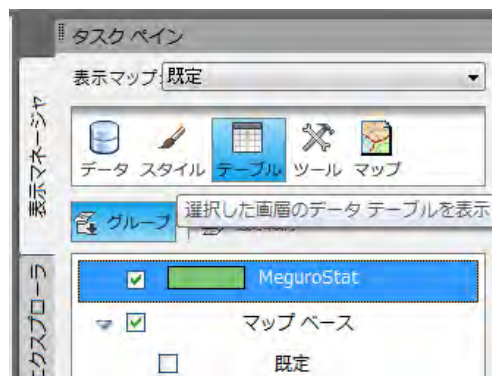 タスク ペイン
表示マップ: 既定
表示マネージャ
データ スタイル テーブル ツール マップ
選択した画層のデータ テーブルを表示
グループ
MeguroStat
マップ ベース
既定
エクスプローラ